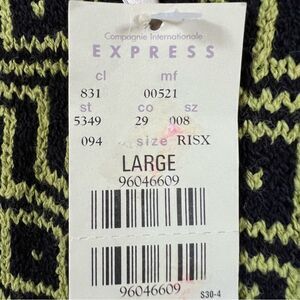 Compagnie Internationale
EXPRESS
cl mf
831 00521
st co sz
5349 29 008
094 size RISX
LARGE
96046609
96046609
S30-4